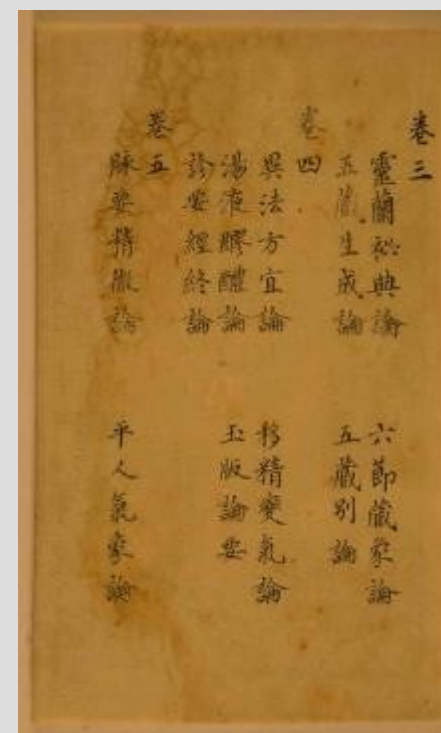 卷三
靈蘭祕典論 六節藏象論
五藏生成論 五藏別論
卷四
異法方宜論 移精變氣論
湯液醪醴論 玉版論要
診要經終論
卷五
脉要精微論 平人氣象論